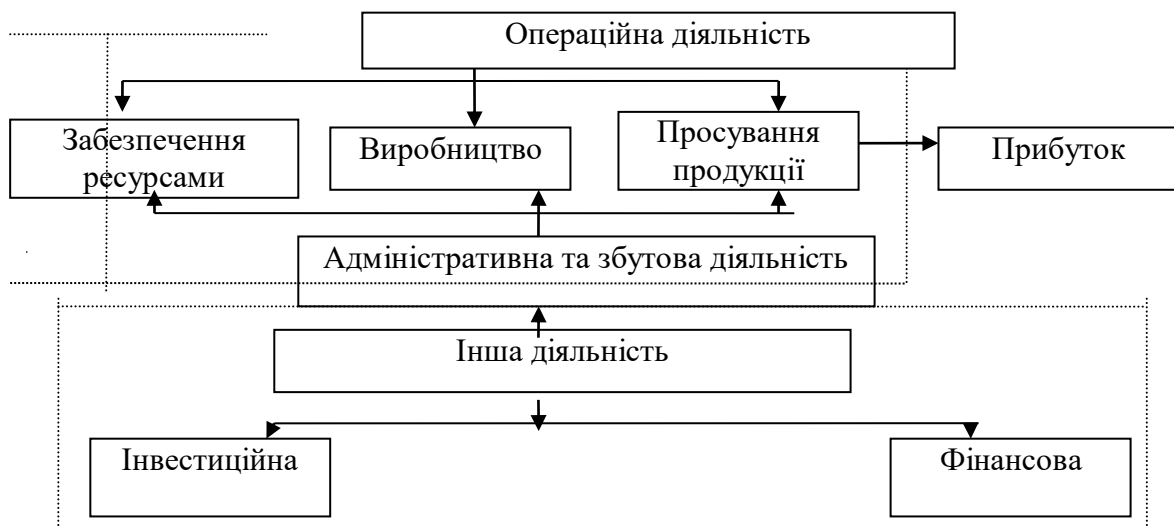 Операційна діяльність
Забезпечення
ресурсами
Виробництво
Просування
продукції
Прибуток
Адміністративна та збутова діяльність
Інша діяльність
Інвестиційна
Фінансова